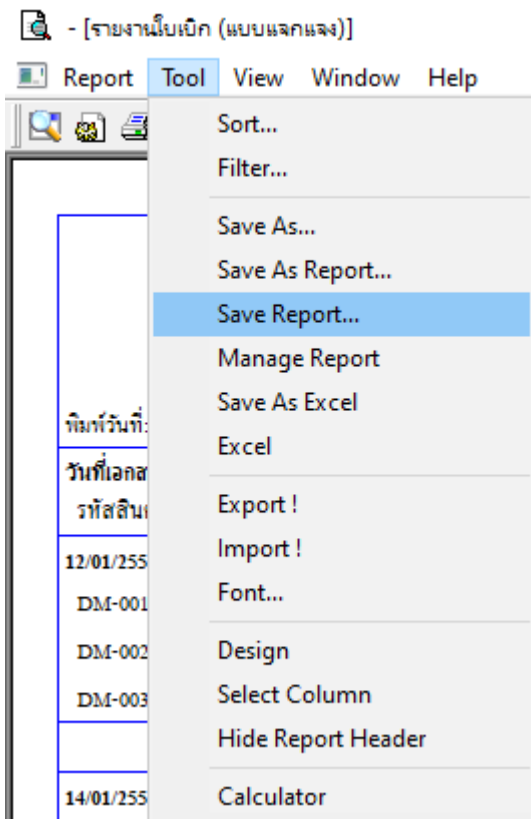 - [รายงานใบเบิก (แบบแจกแจง)]
Report Tool View Window Help
Sort...
Filter...
Save As...
Save As Report...
Save Report...
Manage Report
พิมพ์วันที่:
Save As Excel
Excel
วันที่เอกส
รหัสสิน
Export !
Import !
12/01/255
Font...
DM-001
DM-002
Design
DM-003
Select Column
Hide Report Header
14/01/255
Calculator